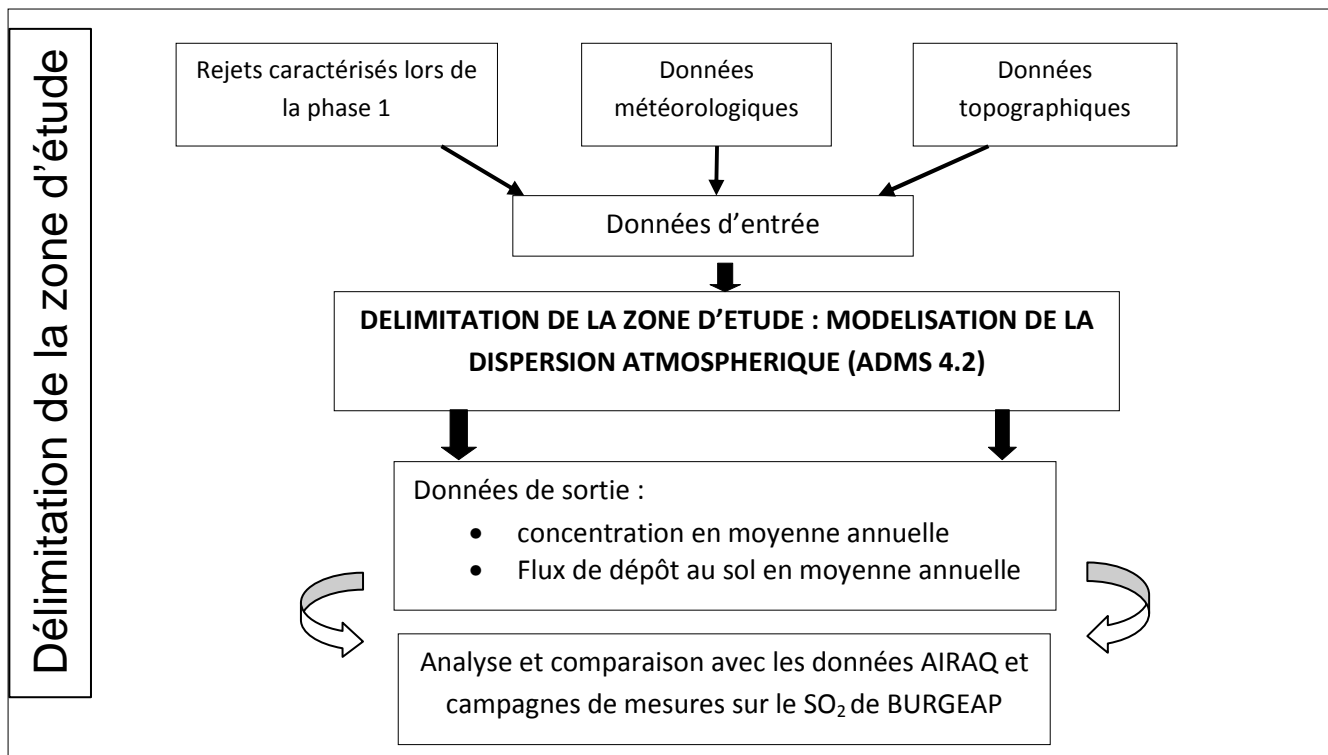 Délimitation de la zone d'étude
Rejets caractérisés lors de
la phase 1
Données
météorologiques
Données
topographiques
Données d'entrée
DELIMITATION DE LA ZONE D'ETUDE : MODELISATION DE LA
DISPERSION ATMOSPHERIQUE (ADMS 4.2)
Données de sortie :
• concentration en moyenne annuelle
• Flux de dépôt au sol en moyenne annuelle
Analyse et comparaison avec les données AIRAQ et
campagnes de mesures sur le SO₂ de BURGEAP